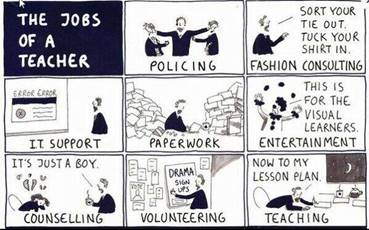 THE JOBS
OF A
TEACHER
POLICING
SORT YOUR
TIE OUT.
TUCK YOUR
SHIRT IN.
FASHION CONSULTING
ERROR ERROR
IT SUPPORT
PAPERWORK
THIS IS
FOR THE
VISUAL
LEARNERS.
ENTERTAINMENT
IT'S JUST A BOY.
COUNSELLING
DRAMA
SIGN
UPS
VOLUNTEERING
NOW TO MY
LESSON PLAN.
TEACHING